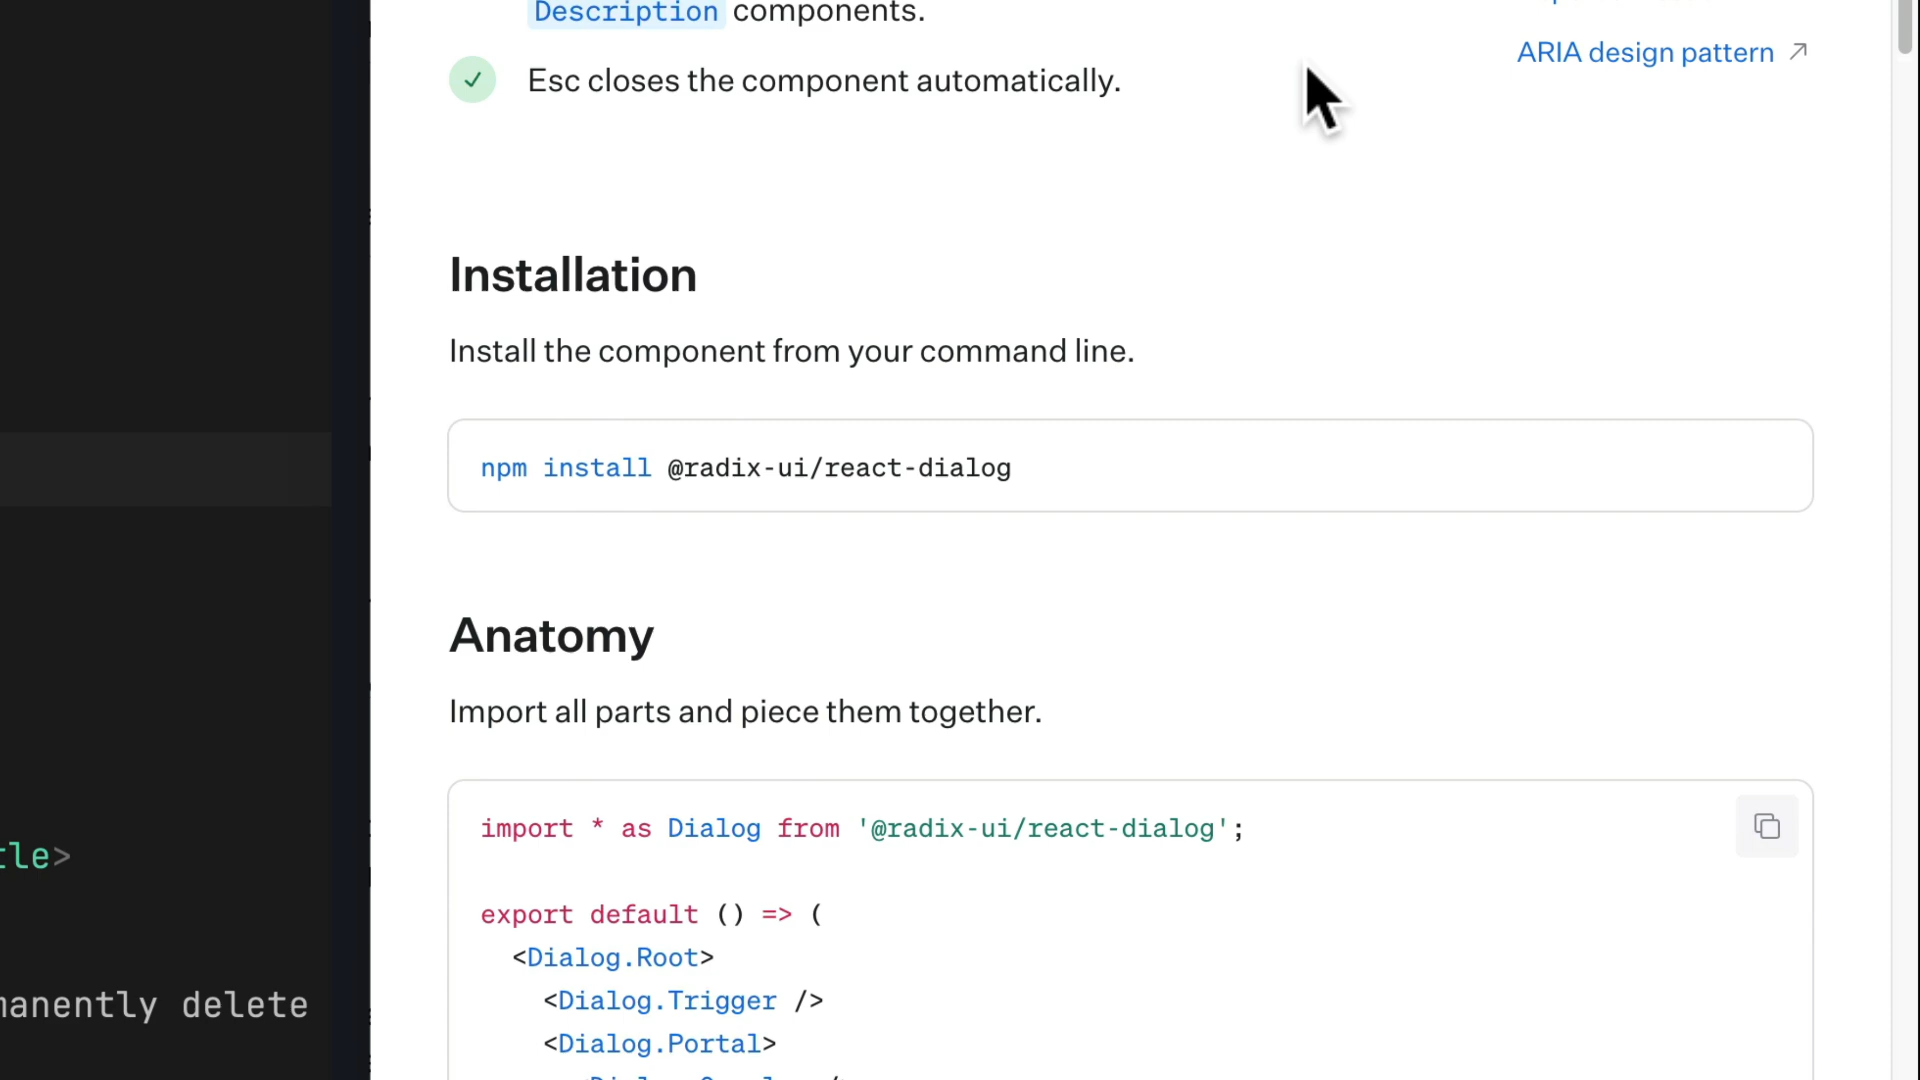 Description components.
ARIA design pattern
Esc closes the component automatically.
Installation
Install the component from your command line.
npm install @radix-ui/react-dialog
Anatomy
Import all parts and piece them together.
import * as Dialog from '@radix-ui/react-dialog';
export default () => (
<Dialog.Root>
<Dialog.Trigger />
<Dialog.Portal>
tle>
manently delete